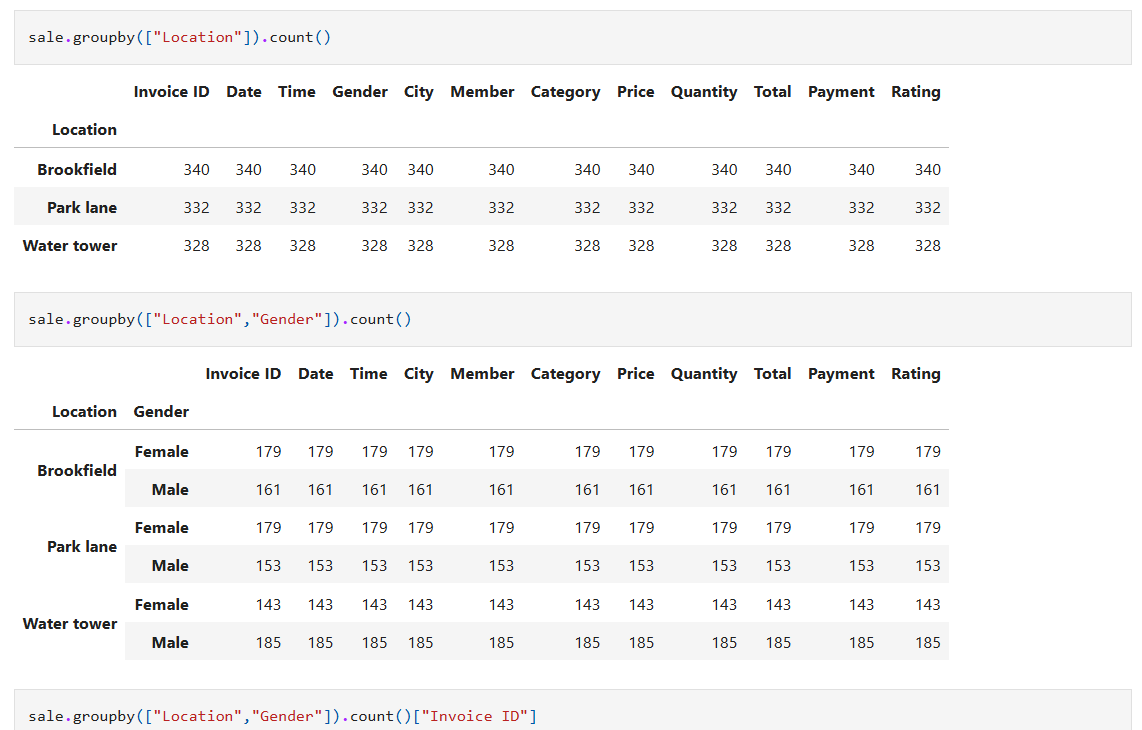 sale.groupby(["Location"]).count()
Invoice ID Date Time Gender City Member Category Price Quantity Total Payment Rating
Location
Brookfield 340 340 340 340 340 340 340 340 340 340 340 340
Park lane 332 332 332 332 332 332 332 332 332 332 332 332
Water tower 328 328 328 328 328 328 328 328 328 328 328 328
sale.groupby(["Location","Gender"]).count()
Invoice ID Date Time City Member Category Price Quantity Total Payment Rating
Location Gender
Brookfield Female 179 179 179 179 179 179 179 179 179 179 179
Male 161 161 161 161 161 161 161 161 161 161 161
Park lane Female 179 179 179 179 179 179 179 179 179 179 179
Male 153 153 153 153 153 153 153 153 153 153 153
Water tower Female 143 143 143 143 143 143 143 143 143 143 143
Male 185 185 185 185 185 185 185 185 185 185 185
sale.groupby(["Location","Gender"]).count()["Invoice ID"]